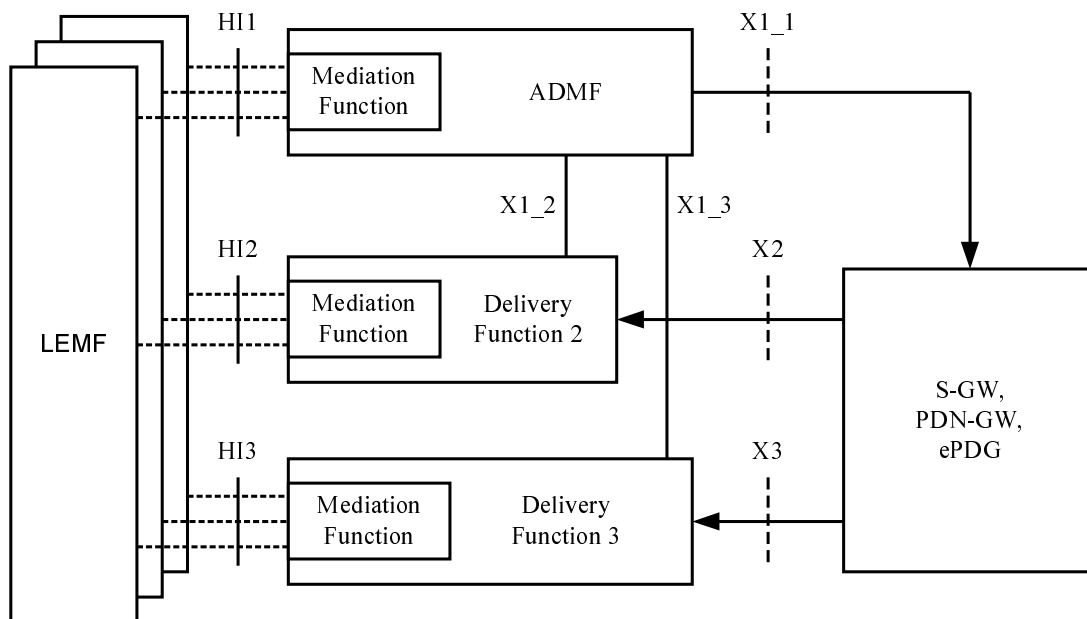 HI1
X1_1
Mediation
Function
ADMF
X1_2
X1_3
HI2
X2
Mediation
Function
Delivery
Function 2
LEMF
S-GW,
PDN-GW,
ePDG
HI3
X3
Mediation
Function
Delivery
Function 3